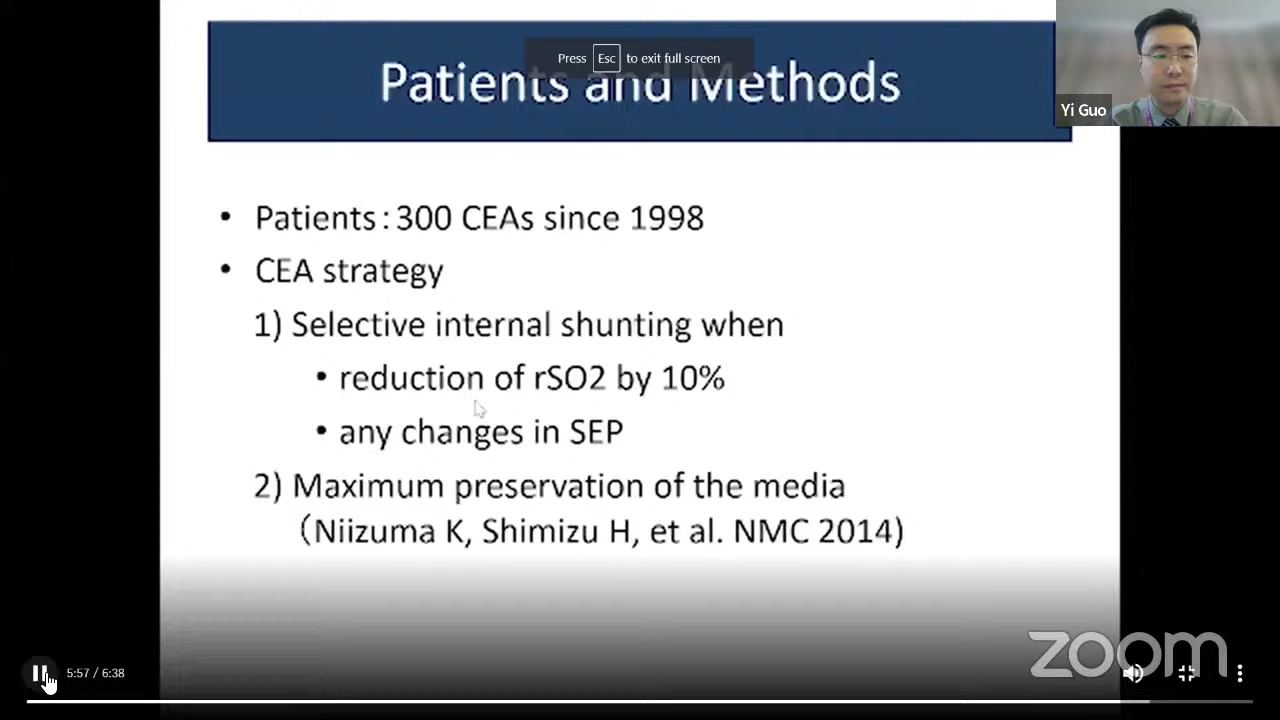 Press Esc to exit full screen
Patients and Methods
Yi Guo
• Patients：300 CEAs since 1998
• CEA strategy
1) Selective internal shunting when
• reduction of rSO2 by 10%
• any changes in SEP
2) Maximum preservation of the media
（Niizuma K, Shimizu H, et al. NMC 2014)
zoom
5:57 / 6:38